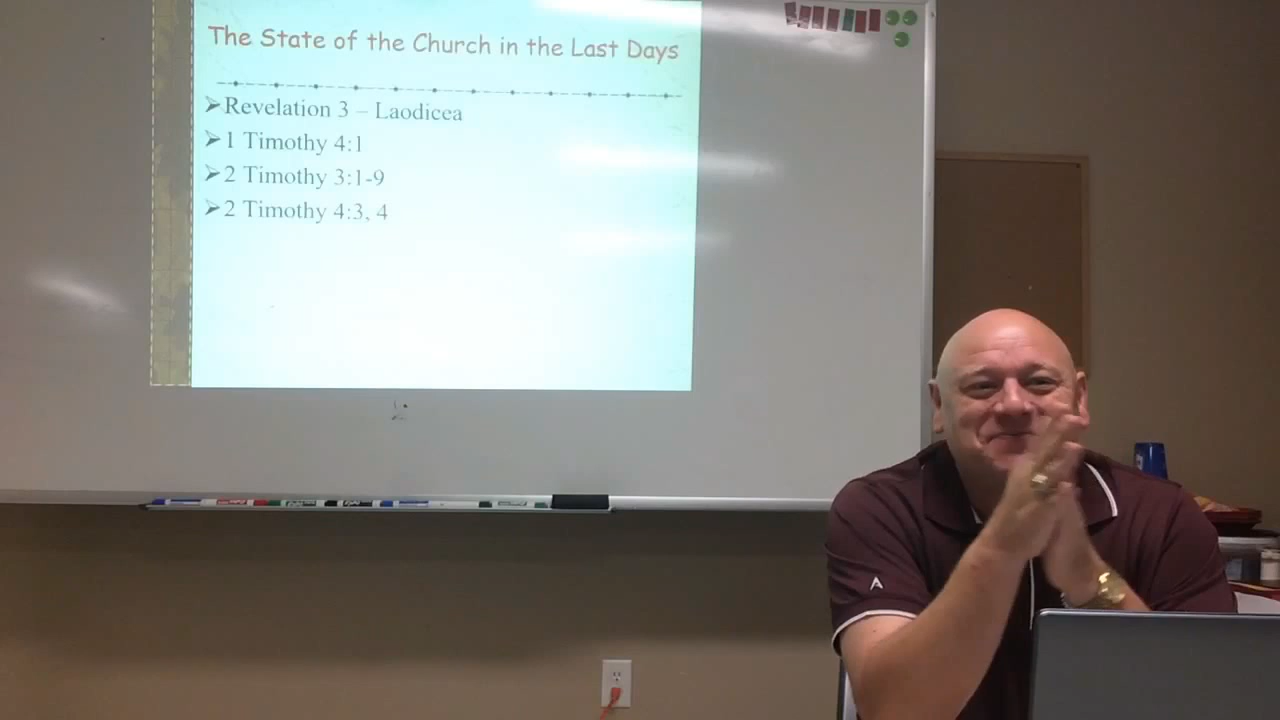 The State of the Church in the Last Days
➢Revelation 3 – Laodicea
➢1 Timothy 4:1
➢2 Timothy 3:1-9
➢2 Timothy 4:3, 4